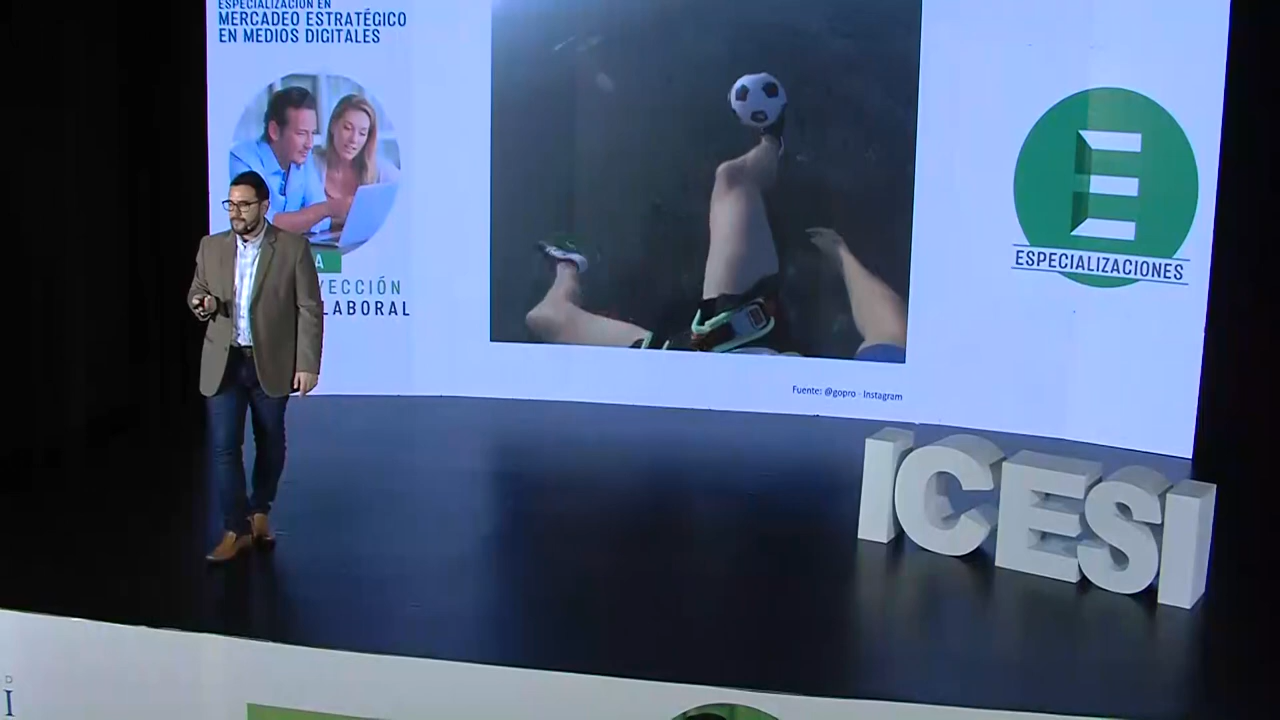 ESPECIALIZACIÓN EN
MERCADEO ESTRATÉGICO
EN MEDIOS DIGITALES
A
YECCIÓN
LABORAL
E
ESPECIALIZACIONES
Fuente: @gopro - Instagram
ICESI
D
I